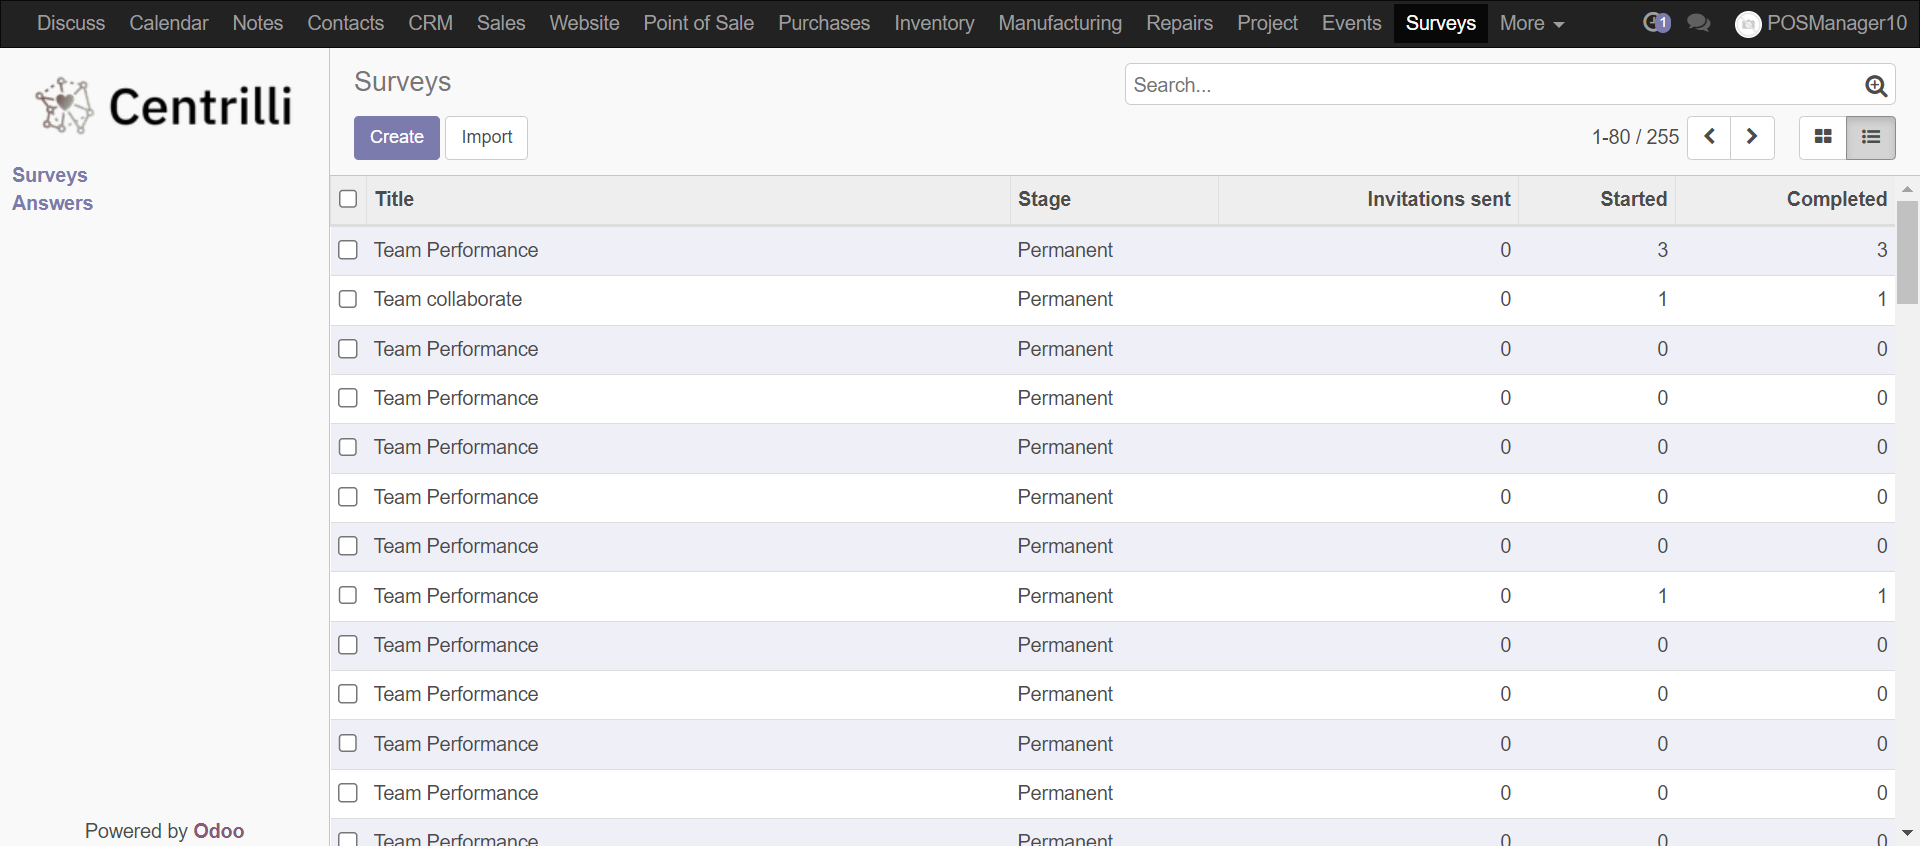 Discuss Calendar Notes Contacts CRM Sales Website Point of Sale Purchases Inventory Manufacturing Repairs Project Events Surveys More 1 POSManager10
Centrilli
Surveys
Answers
Powered by Odoo
Surveys
Search...
Create Import
1-80 / 255
Title Stage Invitations sent Started Completed
Team Performance Permanent 0 3 3
Team collaborate Permanent 0 1 1
Team Performance Permanent 0 0 0
Team Performance Permanent 0 0 0
Team Performance Permanent 0 0 0
Team Performance Permanent 0 0 0
Team Performance Permanent 0 0 0
Team Performance Permanent 0 1 1
Team Performance Permanent 0 0 0
Team Performance Permanent 0 0 0
Team Performance Permanent 0 0 0
Team Performance Permanent 0 0 0
Team Performance Permanent 0 0 0